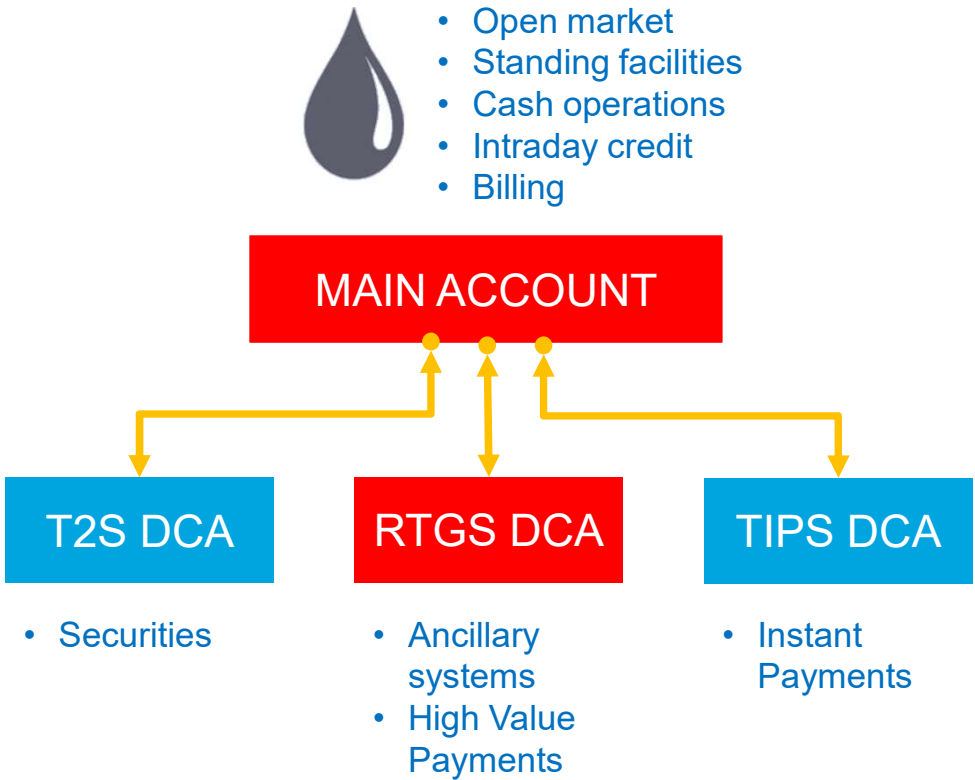 • Open market
• Standing facilities
• Cash operations
• Intraday credit
• Billing
MAIN ACCOUNT
T2S DCA
RTGS DCA
TIPS DCA
• Securities
• Ancillary
systems
• High Value
Payments
• Instant
Payments